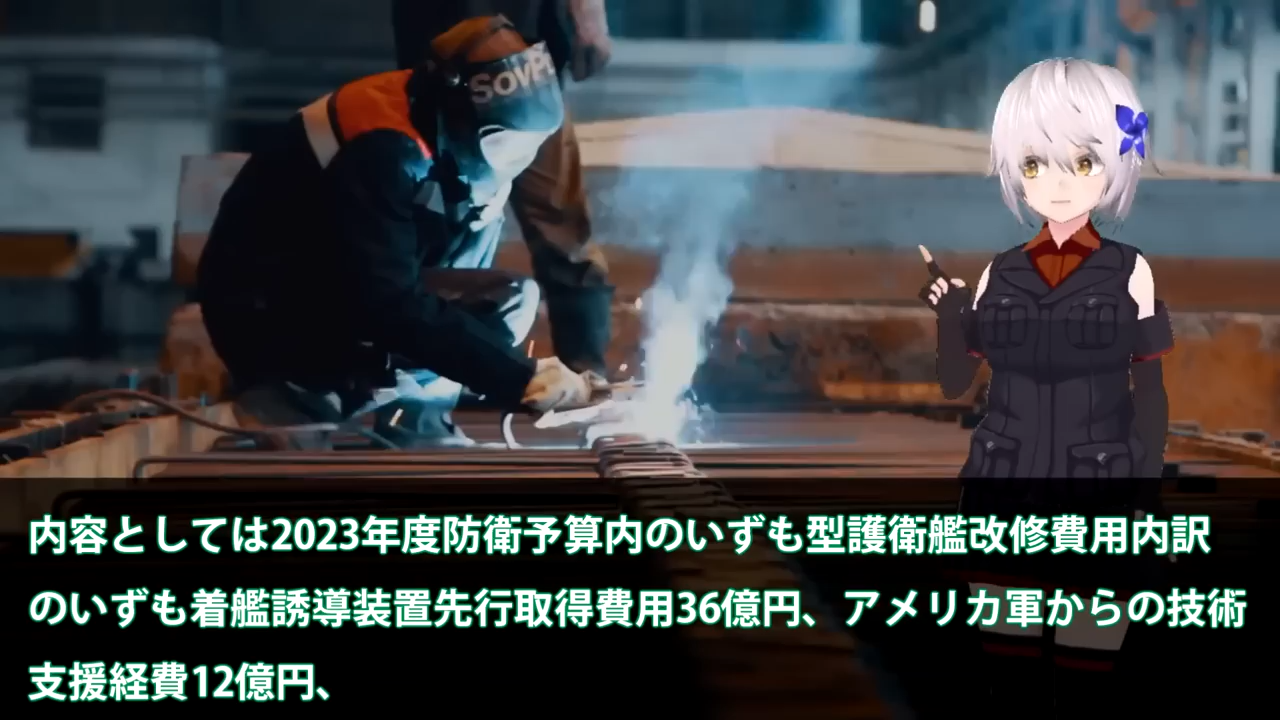 SOVPL
内容としては2023年度防衛予算内のいずも型護衛艦改修費用内訳
のいずも着艦誘導装置先行取得費用36億円、アメリカ軍からの技術
支援経費12億円、